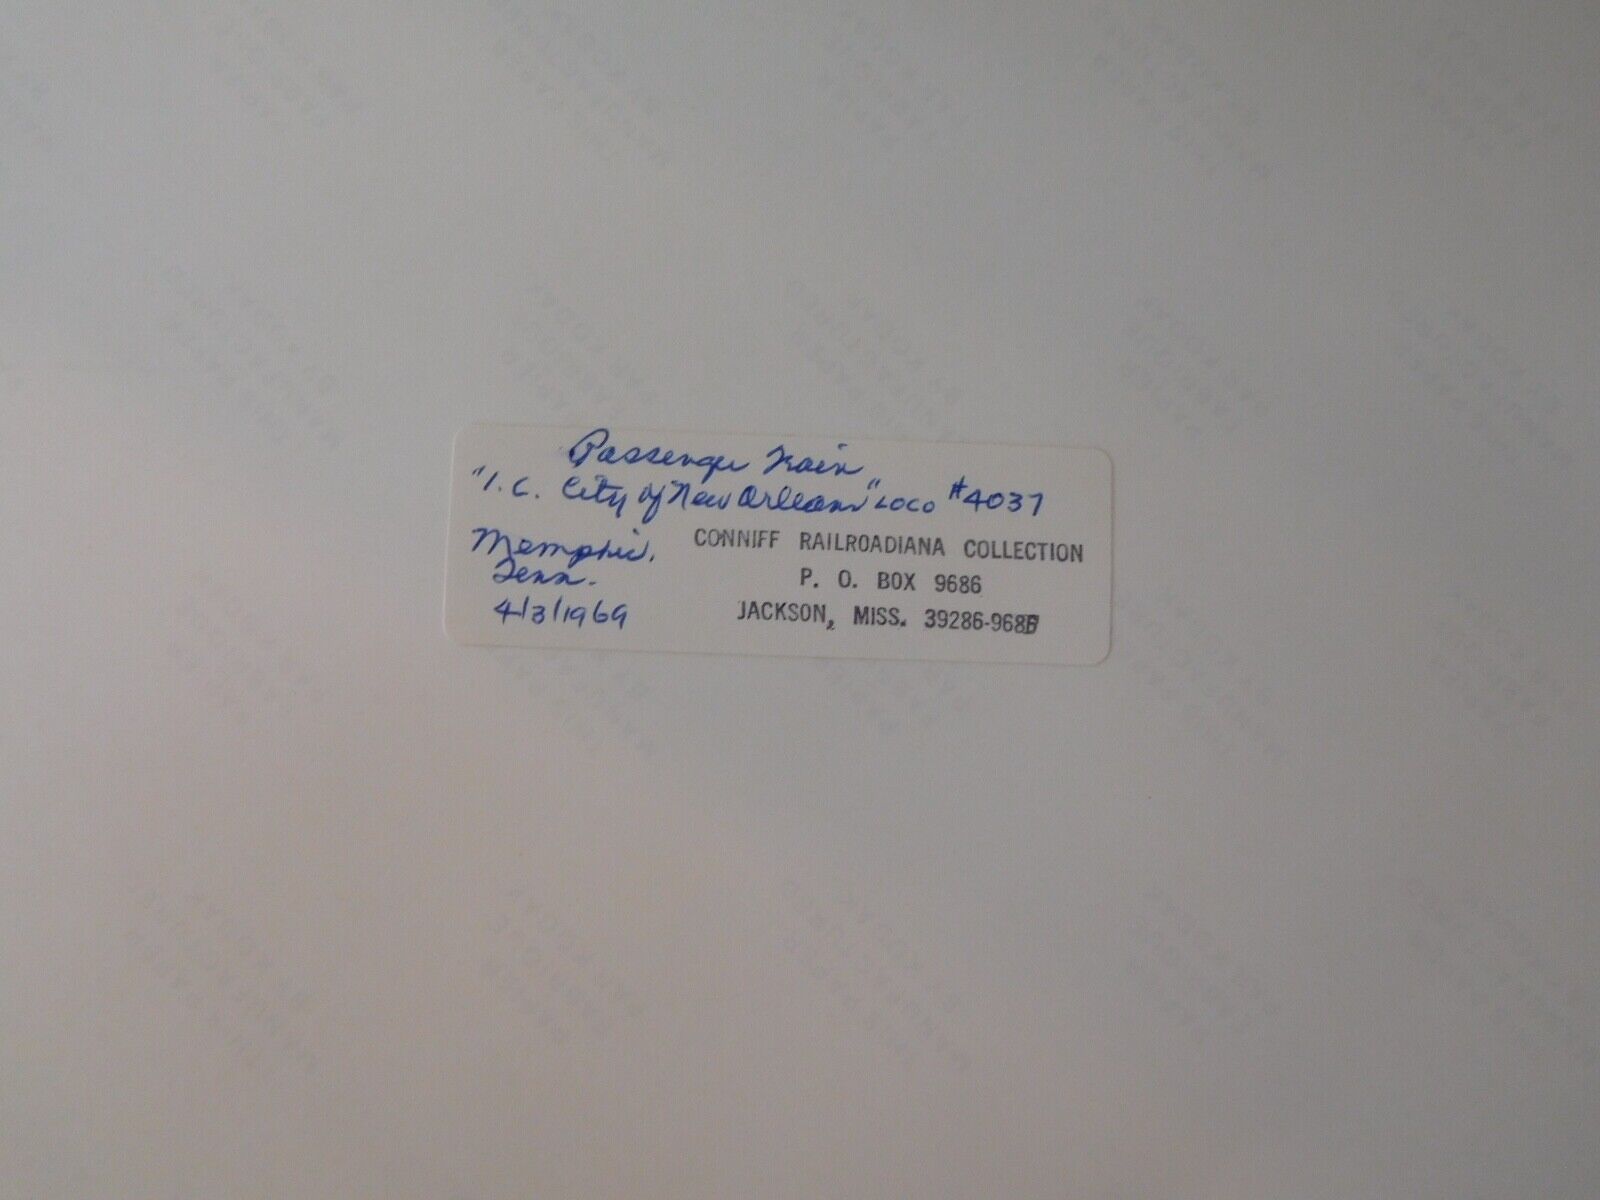 Passenger Train
"I.C. City of New Orleans" LOCO #4037
Memphis,
Tenn.
4/3/1969
CONNIFF RAILROADIANA COLLECTION
P. O. BOX 9686
JACKSON, MISS. 39286-9686